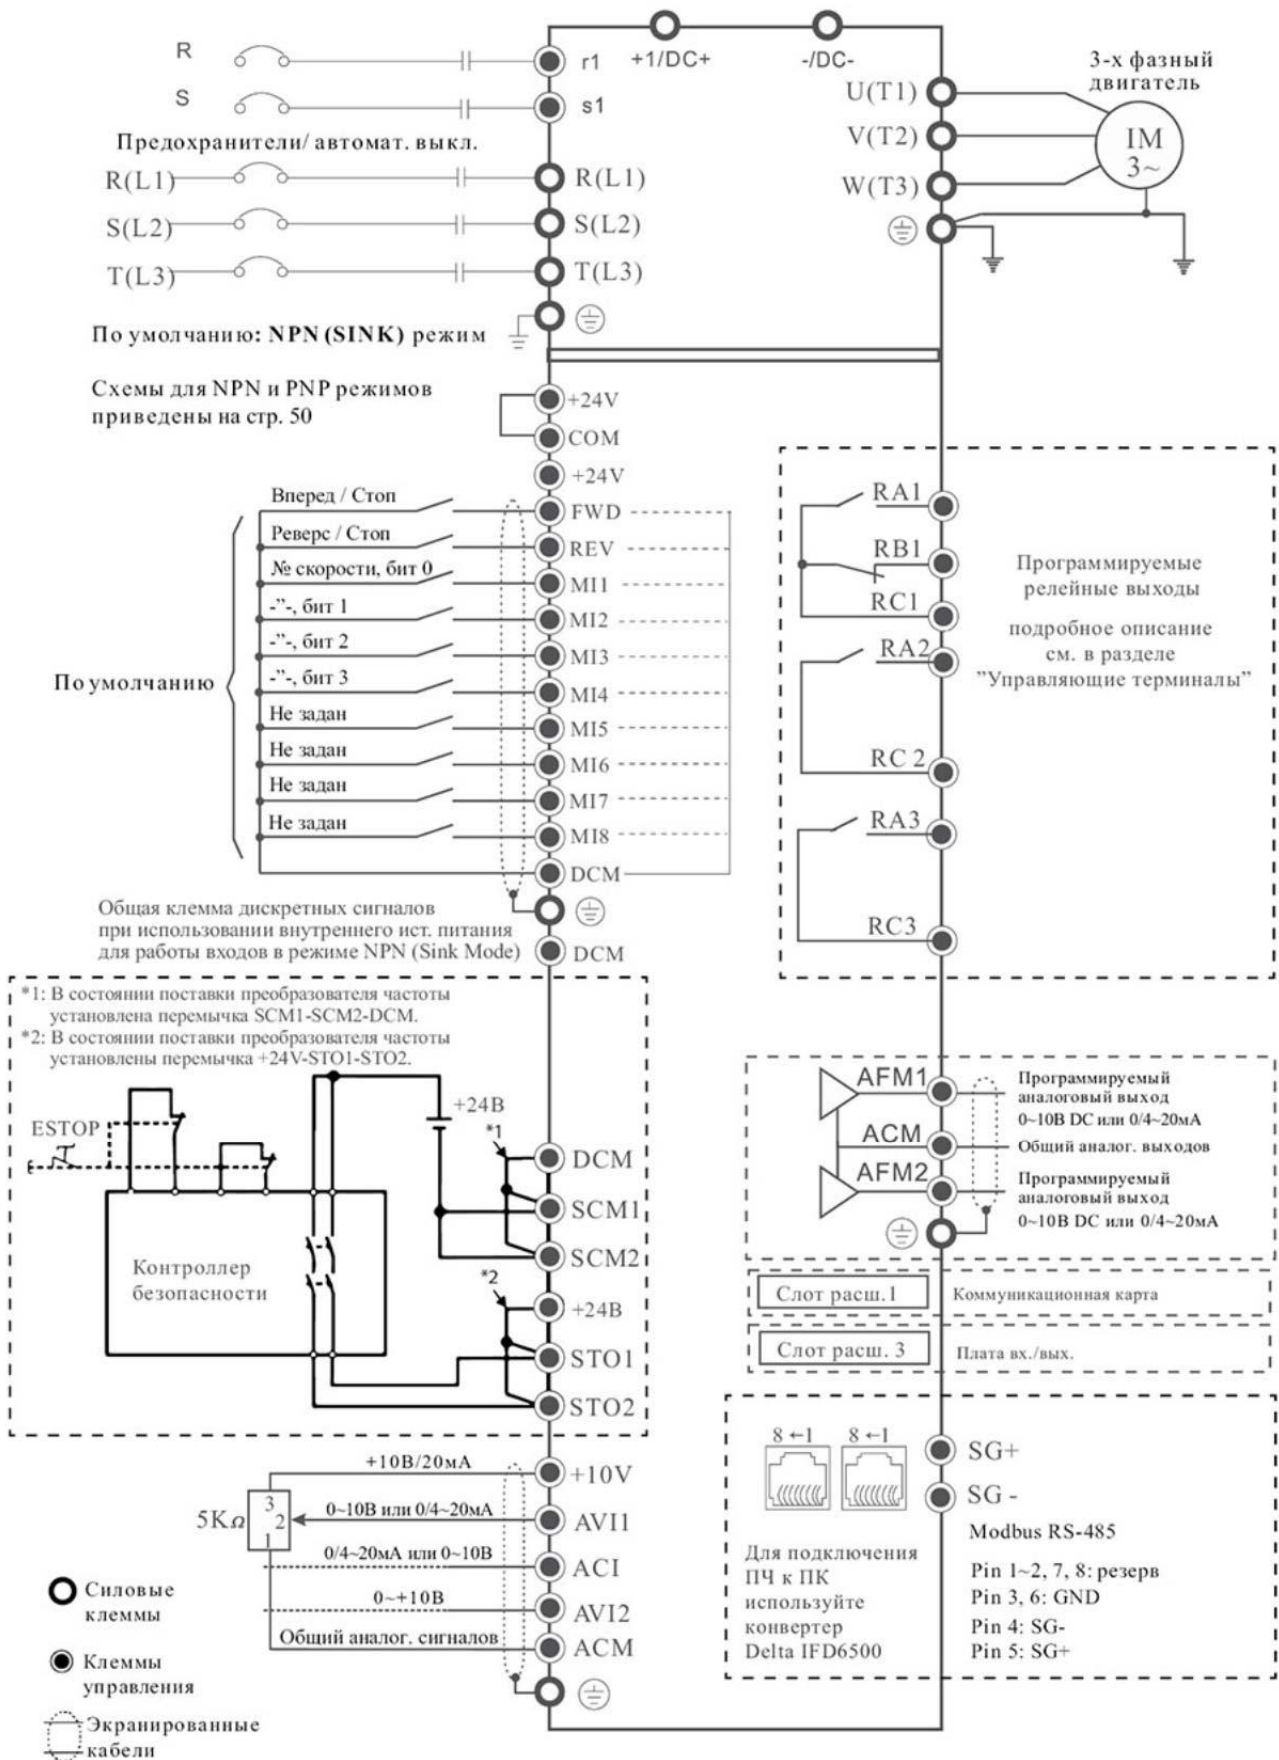 R
r1
+1/DC+
-/DC-
3-х фазный
двигатель
S
s1
U(T1)
V(T2)
W(T3)
IM
3~
Предохранители/ автомат. выкл.
R(L1)
R(L1)
S(L2)
S(L2)
T(L3)
T(L3)
По умолчанию: NPN (SINK) режим
Схемы для NPN и PNP режимов
приведены на стр. 50
+24V
COM
+24V
Вперед / Стоп
FWD
Реверс / Стоп
REV
№ скорости, бит 0
MI1
-”-, бит 1
MI2
-”-, бит 2
MI3
-”-, бит 3
MI4
По умолчанию
Не задан
MI5
Не задан
MI6
Не задан
MI7
Не задан
MI8
DCM
Общая клемма дискретных сигналов
при использовании внутреннего ист. питания
для работы входов в режиме NPN (Sink Mode)
DCM
RA1
RB1
RC1
RA2
RC 2
RA3
RC3
Программируемые
релейные выходы
подробное описание
см. в разделе
”Управляющие терминалы”
*1: В состоянии поставки преобразователя частоты
установлена перемычка SCM1-SCM2-DCM.
*2: В состоянии поставки преобразователя частоты
установлены перемычка +24V-STO1-STO2.
ESTOP
+24В
*1
DCM
SCM1
SCM2
*2
+24В
STO1
STO2
Контроллер
безопасности
AFM1
Программируемый
аналоговый выход
0~10В DC или 0/4~20мА
ACM
Общий аналог. выходов
AFM2
Программируемый
аналоговый выход
0~10В DC или 0/4~20мА
Слот расш.1
Коммуникационная карта
Слот расш. 3
Плата вх./вых.
8 ←1
8 ←1
SG+
SG -
Modbus RS-485
Для подключения
ПЧ к ПК
используйте
конвертер
Delta IFD6500
Pin 1~2, 7, 8: резерв
Pin 3, 6: GND
Pin 4: SG-
Pin 5: SG+
+10В/20мА
+10V
5KΩ
3
2
1
0~10В или 0/4~20мА
AVI1
0/4~20мА или 0~10В
ACI
0~+10В
AVI2
Общий аналог. сигналов
ACM
Силовые
клеммы
Клеммы
управления
Экранированные
кабели